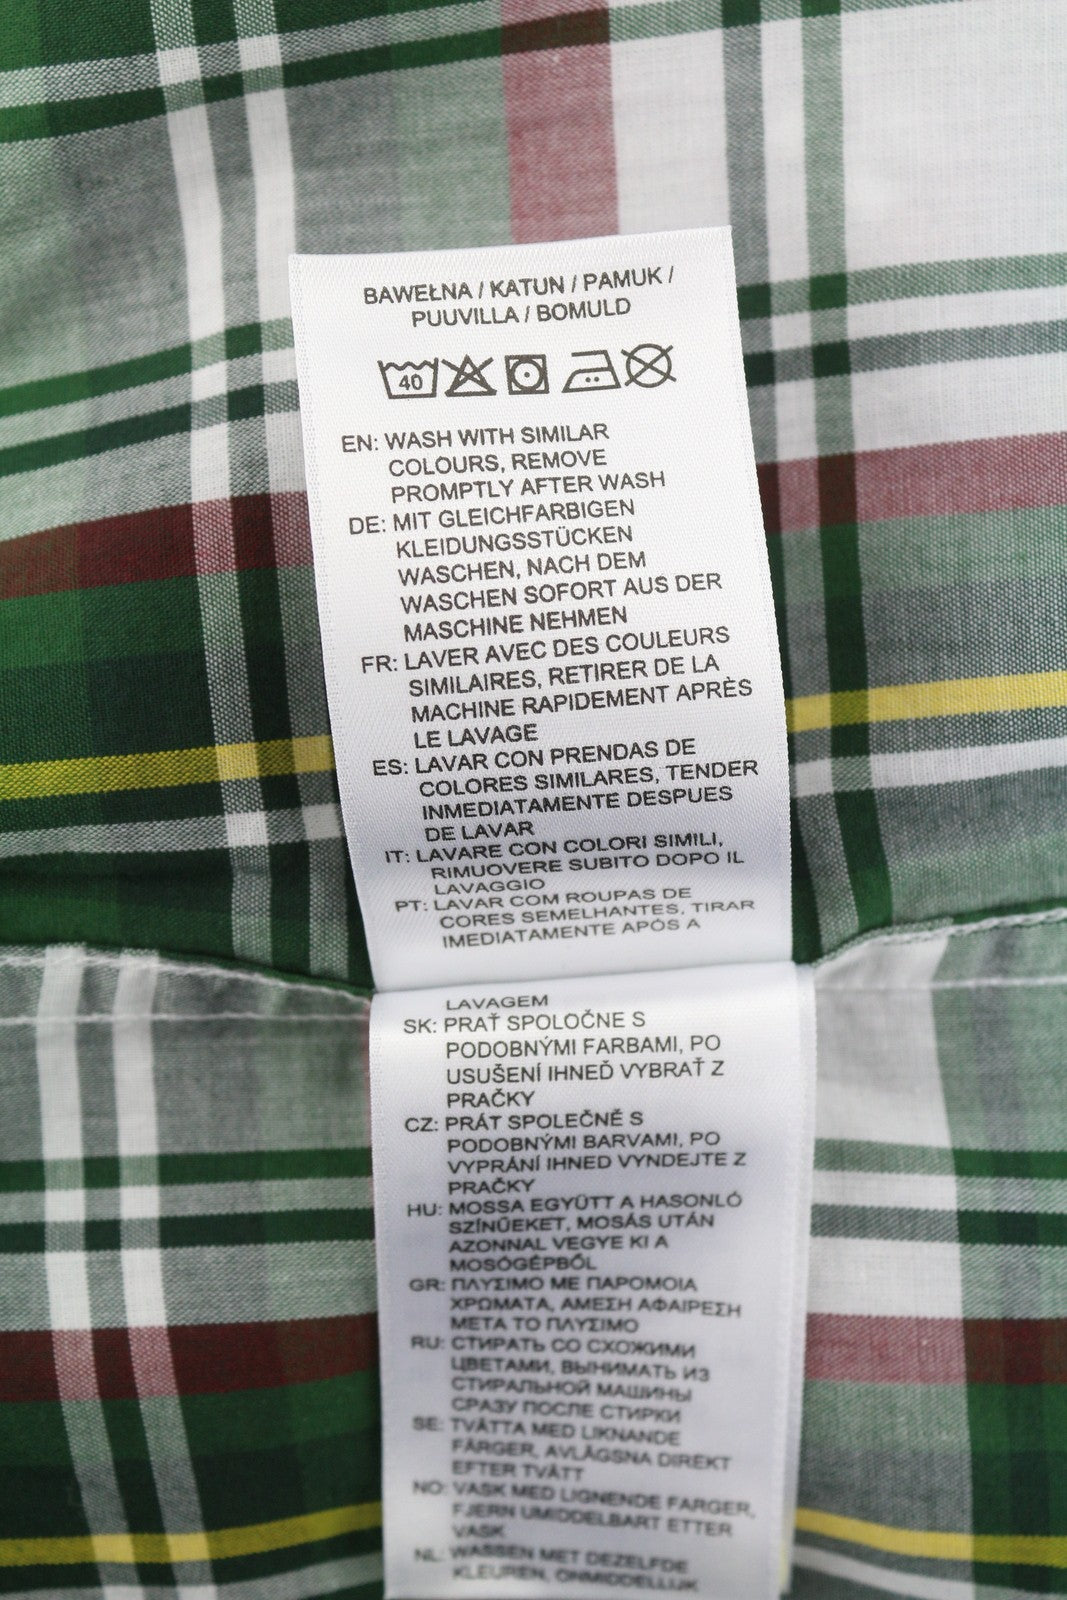 BAWEŁNA / KATUN / PAMUK /
PUUVILLA / BOMULD
40
EN: WASH WITH SIMILAR
COLOURS, REMOVE
PROMPTLY AFTER WASH
DE: MIT GLEICHFARBIGEN
KLEIDUNGSSTÜCKEN
WASCHEN, NACH DEM
WASCHEN SOFORT AUS DER
MASCHINE NEHMEN
FR: LAVER AVEC DES COULEURS
SIMILAIRES, RETIRER DE LA
MACHINE RAPIDEMENT APRÈS
LE LAVAGE
ES: LAVAR CON PRENDAS DE
COLORES SIMILARES, TENDER
INMEDIATAMENTE DESPUES
DE LAVAR
IT: LAVARE CON COLORI SIMILI,
RIMUOVERE SUBITO DOPO IL
LAVAGGIO
PT: LAVAR COM ROUPAS DE
CORES SEMELHANTES, TIRAR
IMEDIATAMENTE APÓS A
LAVAGEM
SK: PRAŤ SPOLOČNE S
PODOBNÝMI FARBAMI, PO
USUŠENÍ IHNEĎ VYBRAŤ Z
PRAČKY
CZ: PRÁT SPOLEČNĚ S
PODOBNÝMI BARVAMI, PO
VYPRÁNÍ IHNED VYNDEJTE Z
PRAČKY
HU: MOSSA EGYÜTT A HASONLÓ
SZÍNŰEKET, MOSÁS UTÁN
AZONNAL VEGYE KI A
MOSÓGÉPBŐL
GR: ΠΛΥΣΙΜΟ ΜΕ ΠΑΡΟΜΟΙΑ
ΧΡΩΜΑΤΑ, ΑΜΕΣΗ ΑΦΑΙΡΕΣΗ
ΜΕΤΑ ΤΟ ΠΛΥΣΙΜΟ
RU: СТИРАТЬ СО СХОЖИМИ
ЦВЕТАМИ, ВЫНИМАТЬ ИЗ
СТИРАЛЬНОЙ МАШИНЫ
СРАЗУ ПОСЛЕ СТИРКИ
SE: TVÄTTA MED LIKNANDE
FÄRGER, AVLÄGSNA DIREKT
EFTER TVÄTT
NO: VASK MED LIGNENDE FARGER,
FJERN UMIDDELBART ETTER
VASK
NL: WASSEN MET DEZELFDE
KLEUREN, ONMIDDELLIJK